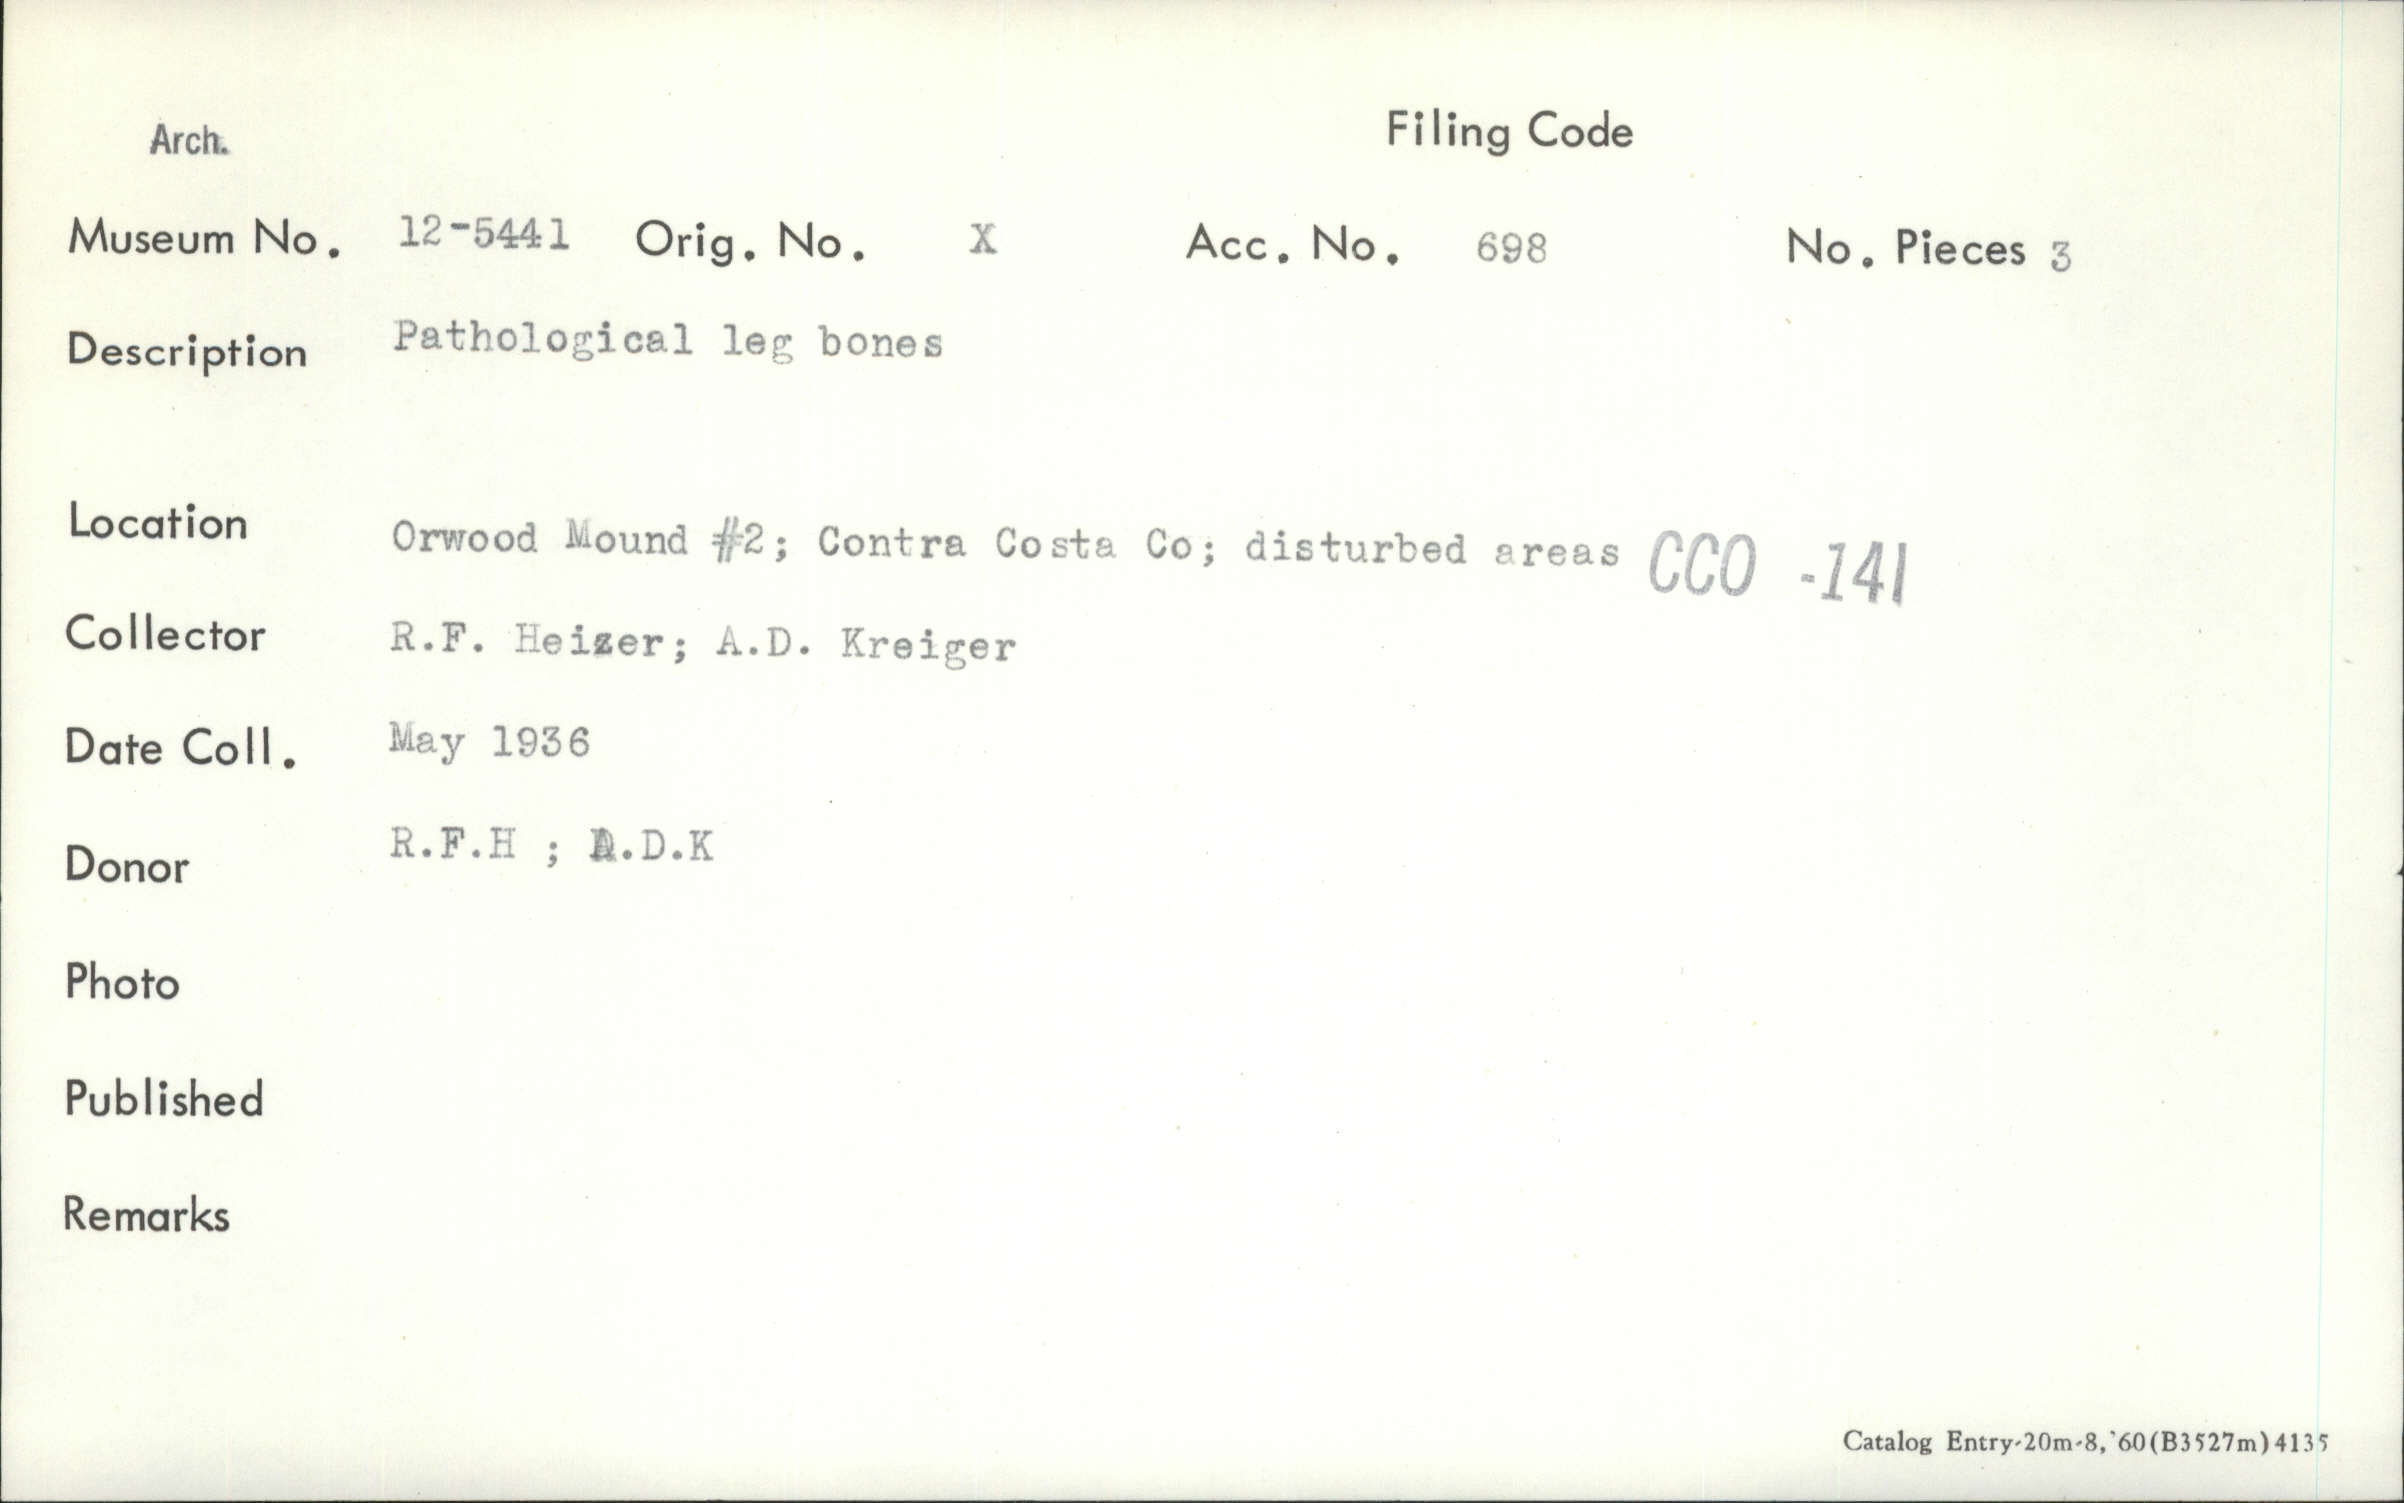 Arch.
Filing Code
Museum No. 12-5441 Orig. No. X Acc. No. 698 No. Pieces 3
Description Pathological leg bones
Location Orwood Mound #2; Contra Costa Co; disturbed areas CCO -141
Collector R.F. Heizer; A.D. Kreiger
Date Coll. May 1936
Donor R.F.H ; A.D.K
Photo
Published
Remarks
Catalog Entry-20m-8,'60(B3527m)4135